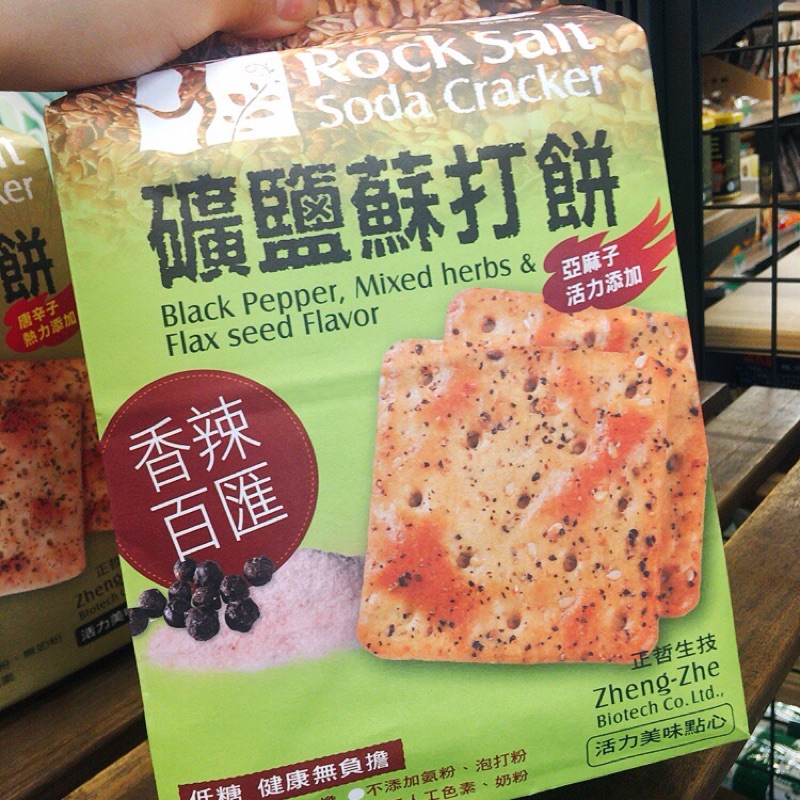 Rock Salt
Soda Cracker
礦鹽蘇打餅
Black Pepper, Mixed herbs &
Flax seed Flavor
亞麻子
活力添加
香辣
百匯
正哲生技
Zheng-Zhe
Biotech Co. Ltd.,
活力美味點心
低糖 健康無負擔
不添加氨粉、泡打粉
人工色素、奶粉
餅
唐辛子
熱力添加
Biotech
活力美